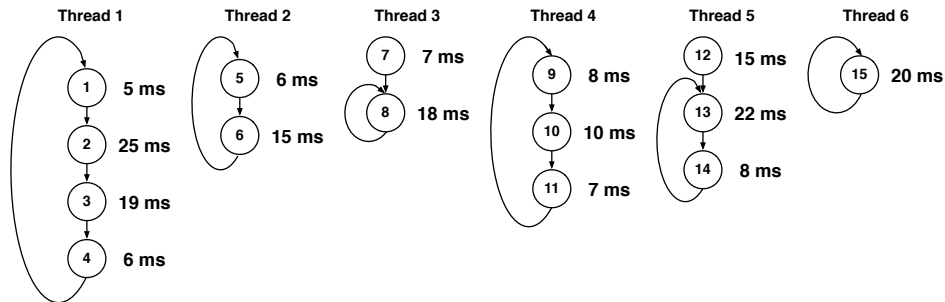 Thread 1
1
5 ms
2
25 ms
3
19 ms
4
6 ms
Thread 2
5
6 ms
6
15 ms
Thread 3
7
7 ms
8
18 ms
Thread 4
9
8 ms
10
10 ms
11
7 ms
Thread 5
12
15 ms
13
22 ms
14
8 ms
Thread 6
15
20 ms